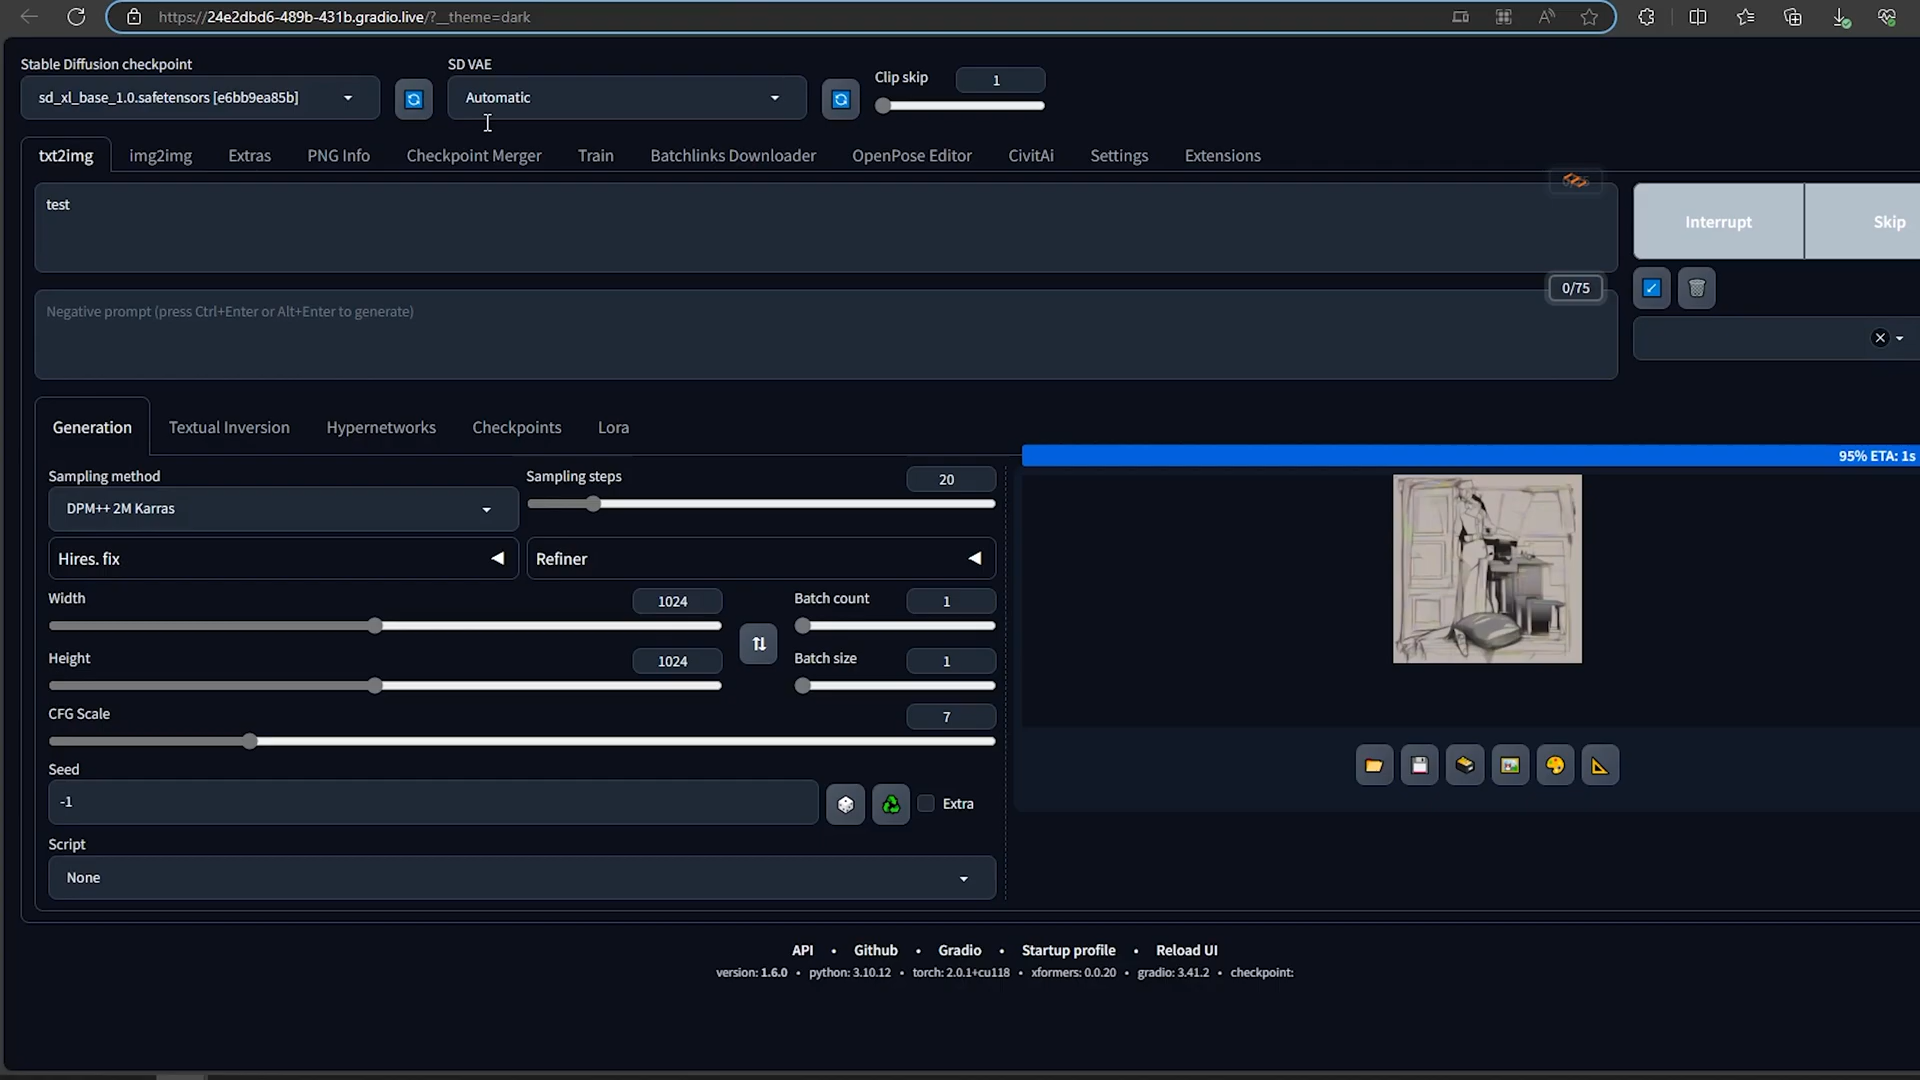 https://24e2dbd6-489b-431b.gradio.live/?__theme=dark
Stable Diffusion checkpoint
sd_xl_base_1.0.safetensors [e6bb9ea85b]
SD VAE
Automatic
Clip skip
1
txt2img
img2img
Extras
PNG Info
Checkpoint Merger
Train
Batchlinks Downloader
OpenPose Editor
CivitAi
Settings
Extensions
test
Interrupt
Skip
0/75
Negative prompt (press Ctrl+Enter or Alt+Enter to generate)
Generation
Textual Inversion
Hypernetworks
Checkpoints
Lora
95% ETA: 1s
Sampling method
DPM++ 2M Karras
Sampling steps
20
Hires. fix
Refiner
Width
1024
Batch count
1
Height
1024
Batch size
1
CFG Scale
7
Seed
-1
Extra
Script
None
API • Github • Gradio • Startup profile • Reload UI
version: 1.6.0 • python: 3.10.12 • torch: 2.0.1+cu118 • xformers: 0.0.20 • gradio: 3.41.2 • checkpoint: